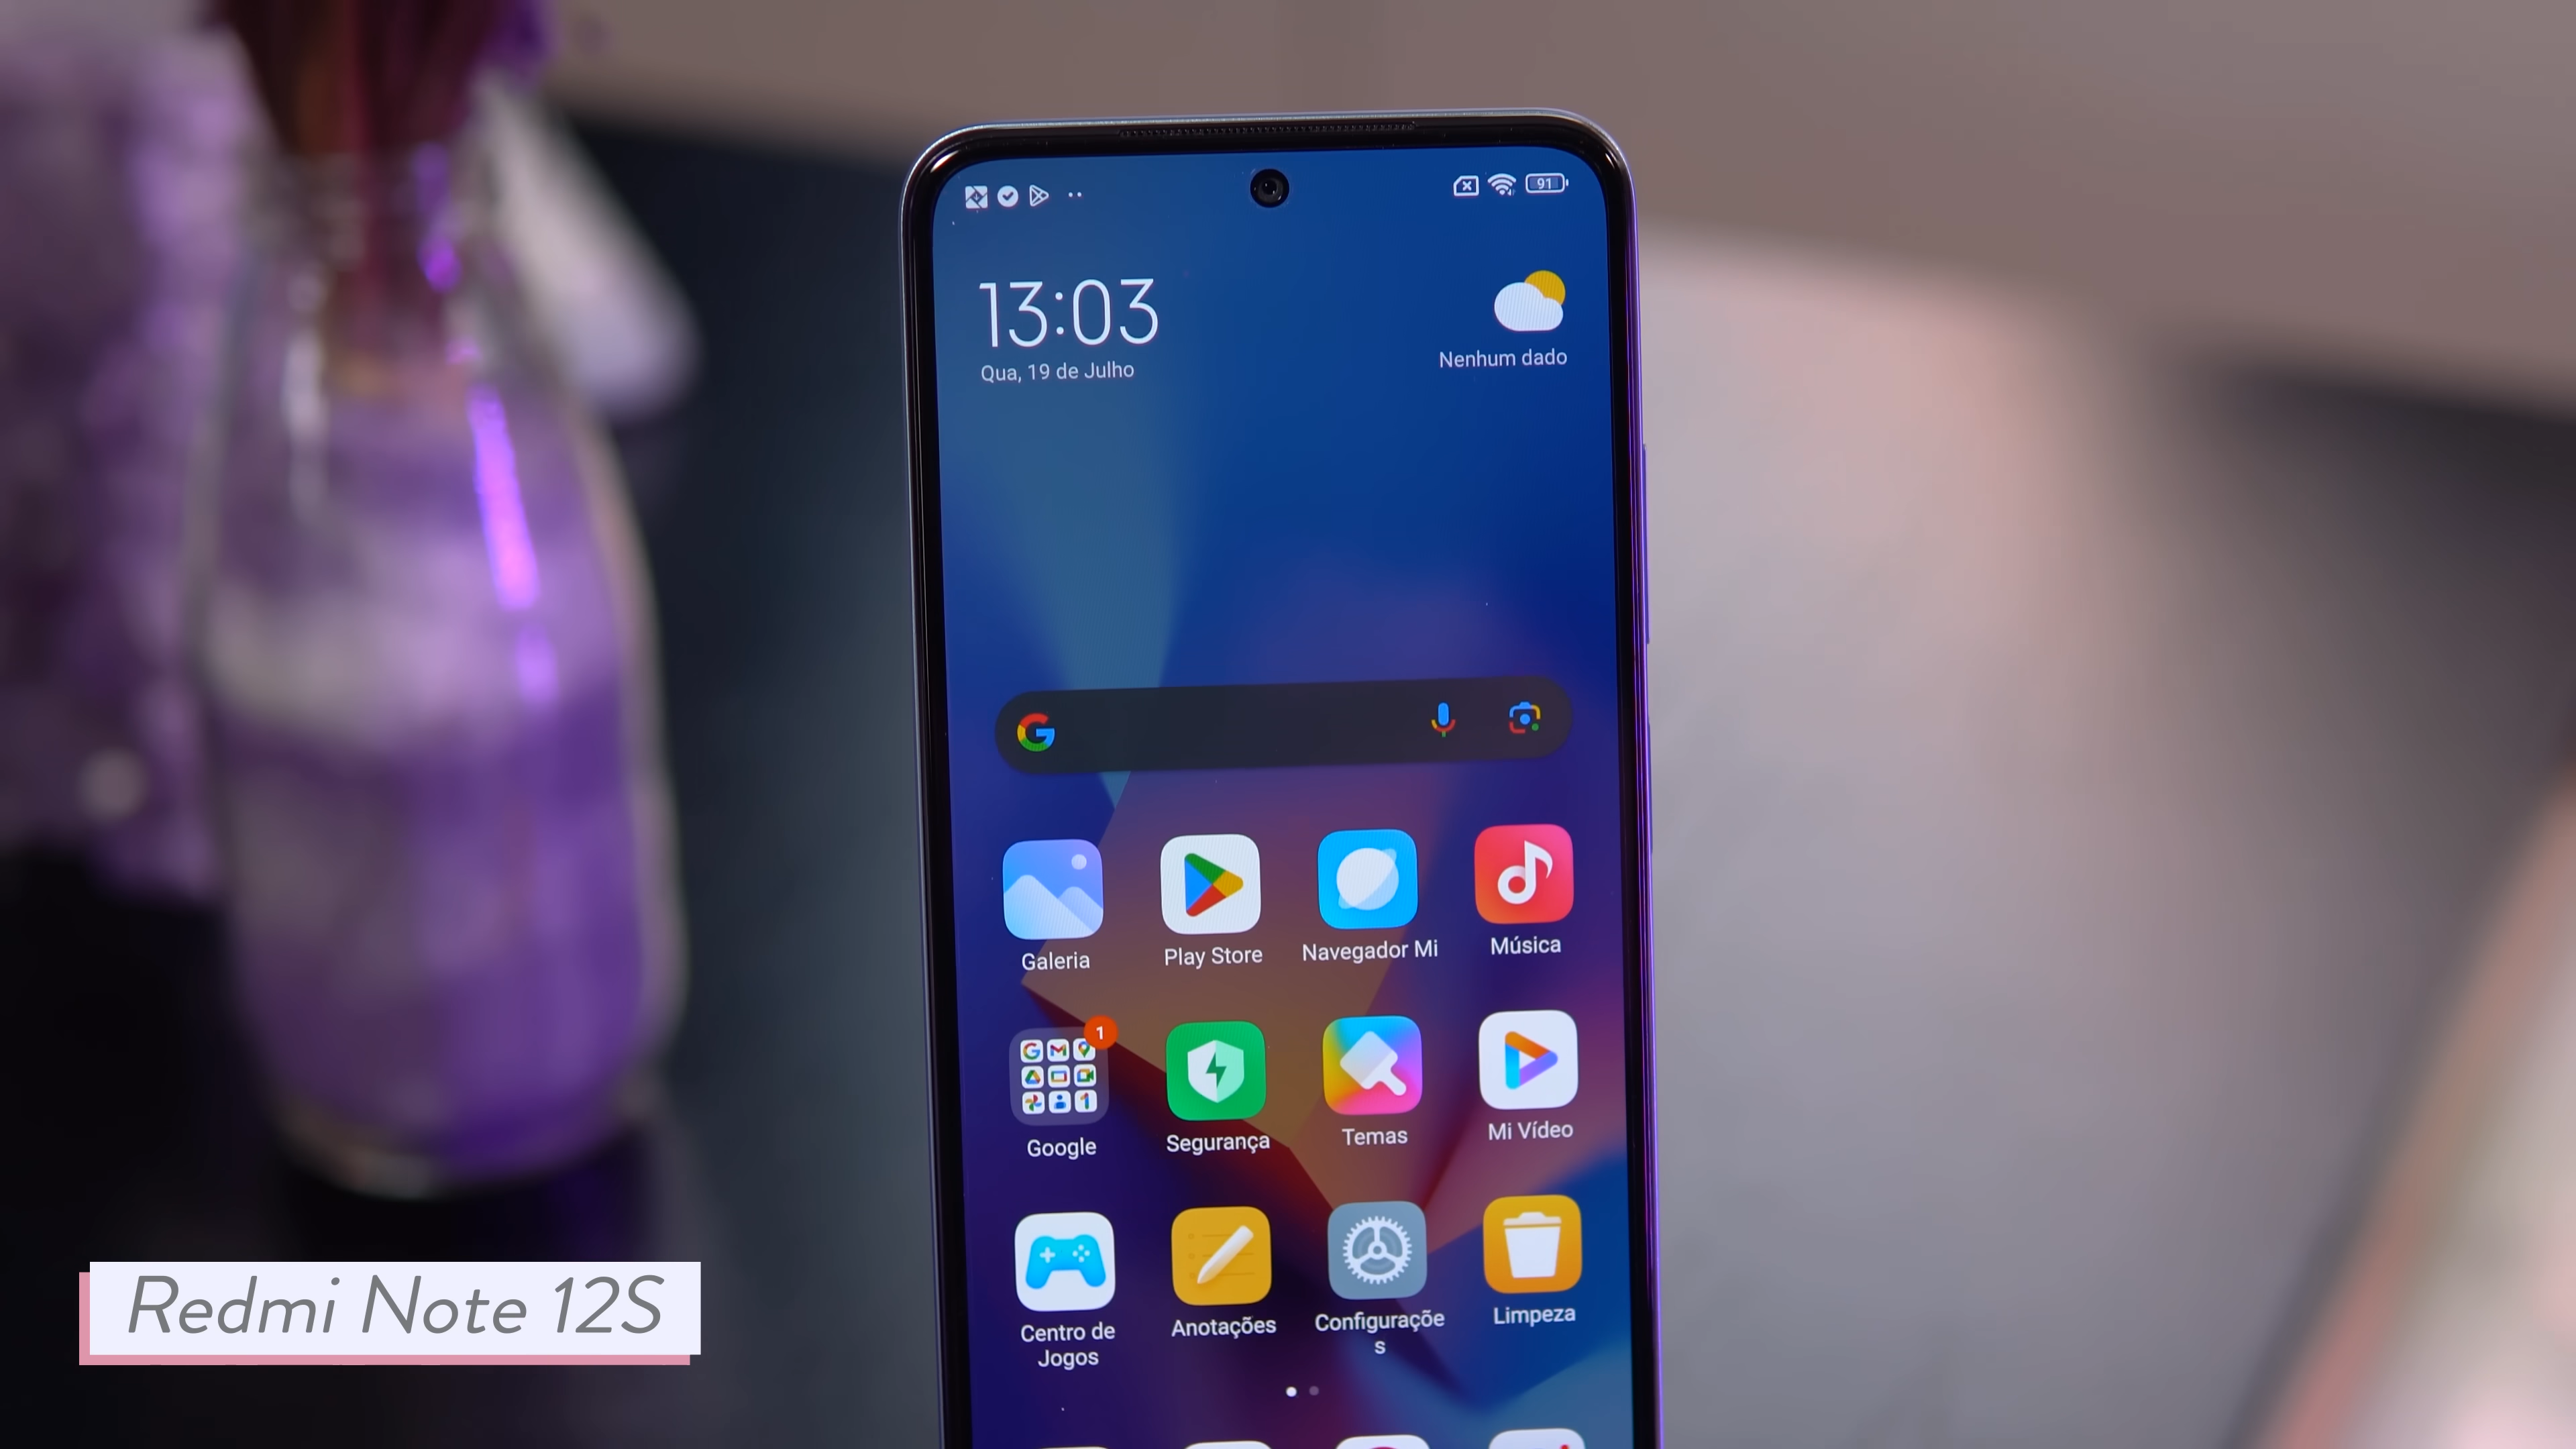 91
13:03
Qua, 19 de Julho
Nenhum dado
Galeria
Play Store
Navegador Mi
Música
1
Google
Segurança
Temas
Mi Vídeo
Centro de
Jogos
Anotações
Configuraçõe
s
Limpeza
Redmi Note 12S